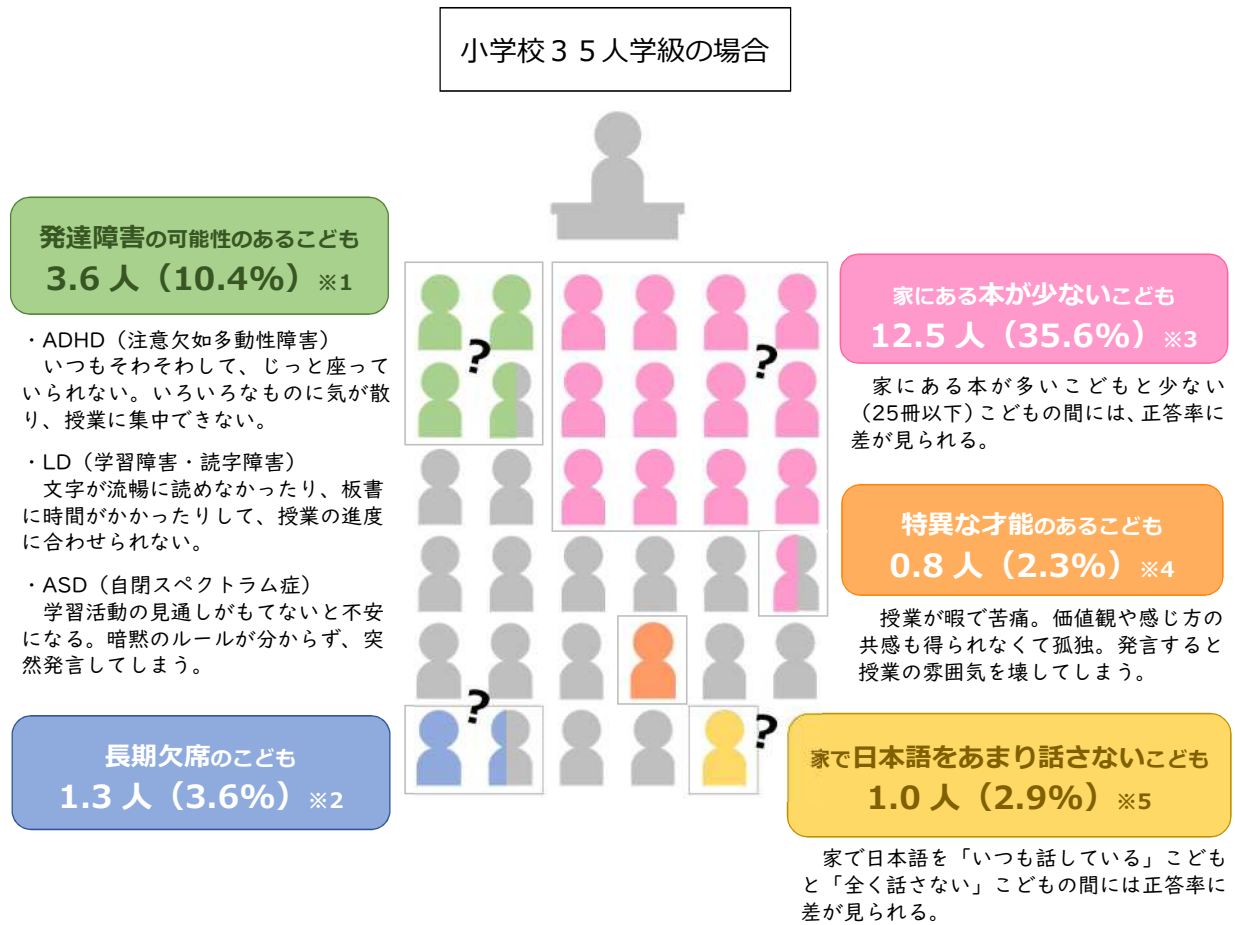 小学校３５人学級の場合
発達障害の可能性のあるこども
3.6 人（10.4%）※1
・ADHD（注意欠如多動性障害）
いつもそわそわして、じっと座って
いられない。いろいろなものに気が散
り、授業に集中できない。
・LD（学習障害・読字障害）
文字が流暢に読めなかったり、板書
に時間がかかったりして、授業の進度
に合わせられない。
・ASD（自閉スペクトラム症）
学習活動の見通しがもてないと不安
になる。暗黙のルールが分からず、突
然発言してしまう。
長期欠席のこども
1.3 人（3.6%）※2
?
?
?
?
家にある本が少ないこども
12.5 人（35.6%）※3
家にある本が多いこどもと少ない
（25冊以下）こどもの間には、正答率に
差が見られる。
特異な才能のあるこども
0.8 人（2.3%）※4
授業が暇で苦痛。価値観や感じ方の
共感も得られなくて孤独。発言すると
授業の雰囲気を壊してしまう。
家で日本語をあまり話さないこども
1.0 人（2.9%）※5
家で日本語を「いつも話している」こども
と「全く話さない」こどもの間には正答率に
差が見られる。